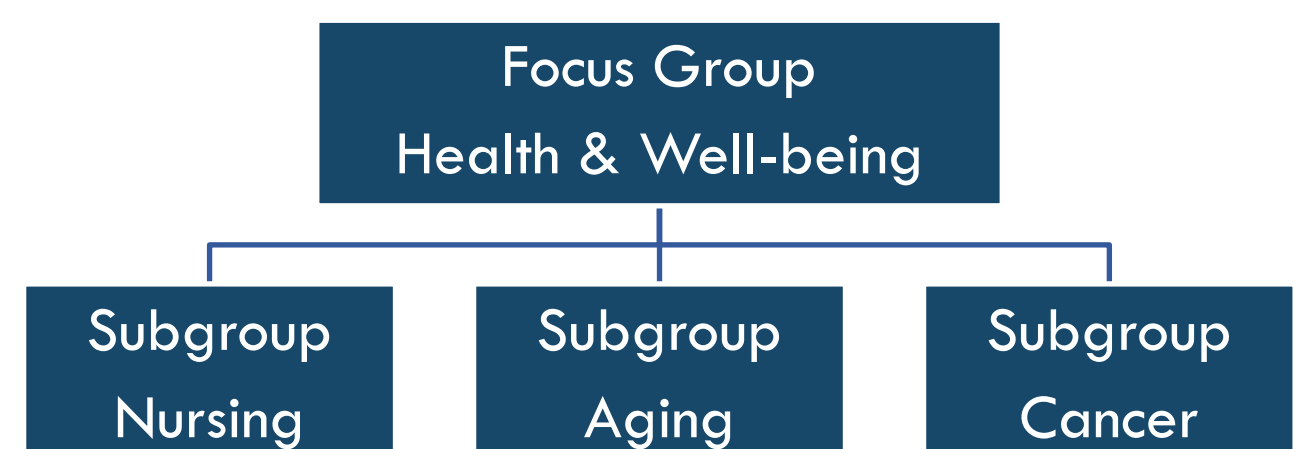 Focus Group
Health & Well-being
Subgroup
Nursing
Subgroup
Aging
Subgroup
Cancer